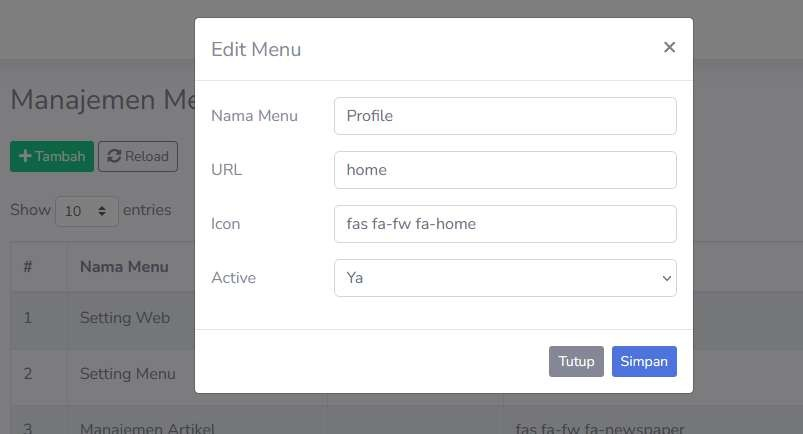 Edit Menu
×
Manajemen Me
Nama Menu Profile
Tambah Reload
URL home
Show 10 entries
Icon fas fa-fw fa-home
# Nama Menu
Active Ya
1 Setting Web
Tutup Simpan
2 Setting Menu
3 Manajemen Artikel fas fa-fw fa-newspaper